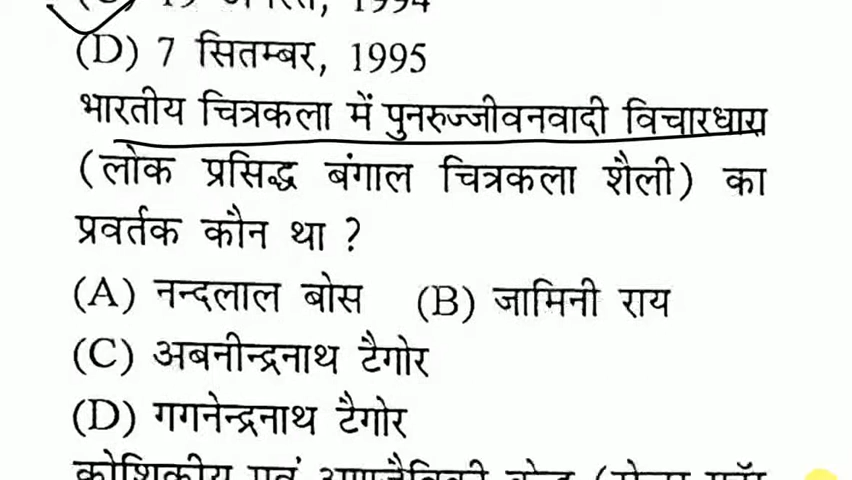 (D) 7 सितम्बर, 1995
भारतीय चित्रकला में पुनरुज्जीवनवादी विचारधारा
(लोक प्रसिद्ध बंगाल चित्रकला शैली) का
प्रवर्तक कौन था ?
(A) नन्दलाल बोस (B) जामिनी राय
(C) अबनीन्द्रनाथ टैगोर
(D) गगनेन्द्रनाथ टैगोर